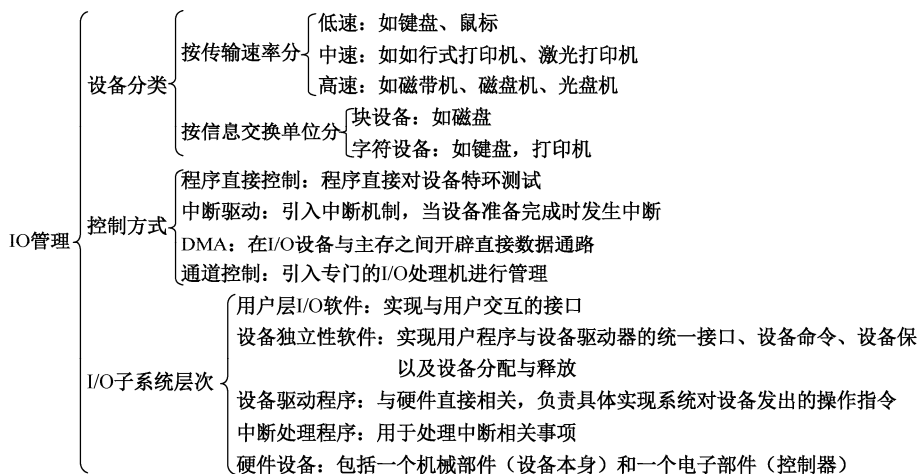 IO管理
设备分类
按传输速率分
低速：如键盘、鼠标
中速：如如行式打印机、激光打印机
高速：如磁带机、磁盘机、光盘机
按信息交换单位分
块设备：如磁盘
字符设备：如键盘，打印机
控制方式
程序直接控制：程序直接对设备特环测试
中断驱动：引入中断机制，当设备准备完成时发生中断
DMA：在I/O设备与主存之间开辟直接数据通路
通道控制：引入专门的I/O处理机进行管理
I/O子系统层次
用户层I/O软件：实现与用户交互的接口
设备独立性软件：实现用户程序与设备驱动器的统一接口、设备命令、设备保
以及设备分配与释放
设备驱动程序：与硬件直接相关，负责具体实现系统对设备发出的操作指令
中断处理程序：用于处理中断相关事项
硬件设备：包括一个机械部件（设备本身）和一个电子部件（控制器）